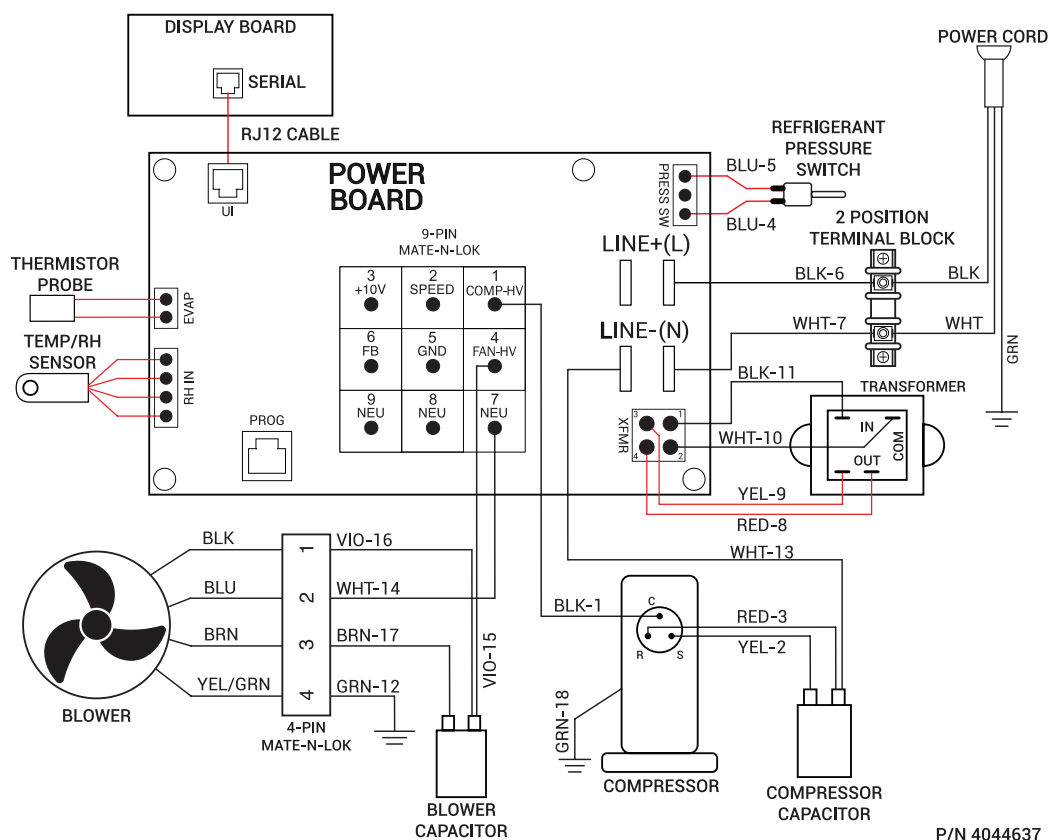 DISPLAY BOARD
SERIAL
RJ12 CABLE
POWER CORD
REFRIGERANT
PRESSURE
SWITCH
BLU-5
BLU-4
PRESS SW
POWER
BOARD
UI
2 POSITION
TERMINAL BLOCK
9-PIN
MATE-N-LOK
LINE+(L)
BLK-6
BLK
THERMISTOR
PROBE
EVAP
3
+10V
2
SPEED
1
COMP-HV
LINE-(N)
WHT-7
WHT
GRN
TEMP/RH
SENSOR
RH IN
6
FB
5
GND
4
FAN-HV
BLK-11
TRANSFORMER
9
NEU
8
NEU
7
NEU
PROG
XFMR
3
1
4
2
WHT-10
IN
COM
OUT
YEL-9
RED-8
WHT-13
BLK
BLU
BRN
YEL/GRN
BLOWER
1
2
3
4
4-PIN
MATE-N-LOK
VIO-16
WHT-14
BRN-17
GRN-12
VIO-15
BLOWER
CAPACITOR
BLK-1
C
R
S
RED-3
YEL-2
GRN-18
COMPRESSOR
COMPRESSOR
CAPACITOR
P/N 4044637